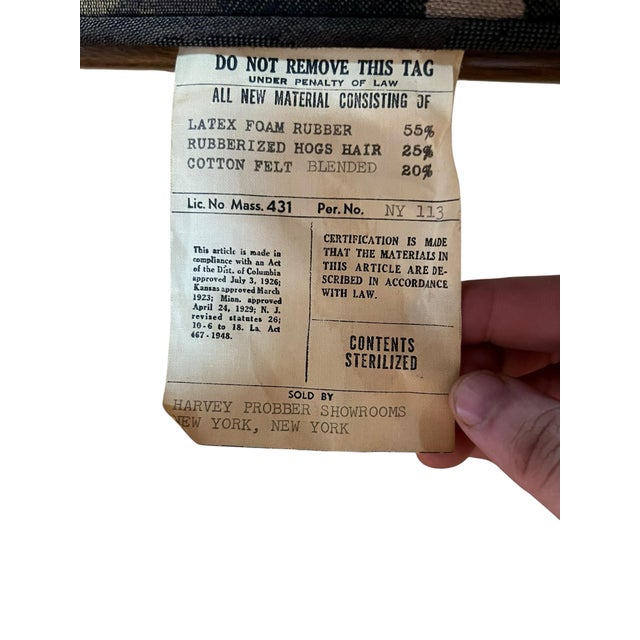 DO NOT REMOVE THIS TAG
UNDER PENALTY OF LAW
ALL NEW MATERIAL CONSISTING OF
LATEX FOAM RUBBER 55%
RUBBERIZED HOGS HAIR 25%
COTTON FELT BLENDED 20%
Lic. No Mass. 431 Per. No. NY 113
This article is made in
compliance with an Act
of the Dist. of Columbia
approved July 3, 1926;
Kansas approved March
1923; Minn. approved
April 24, 1929; N. J.
revised statutes 26;
10-6 to 18. La. Act
467-1948.
CERTIFICATION IS MADE
THAT THE MATERIALS IN
THIS ARTICLE ARE DE-
SCRIBED IN ACCORDANCE
WITH LAW.
CONTENTS
STERILIZED
SOLD BY
HARVEY PROBBER SHOWROOMS
NEW YORK, NEW YORK